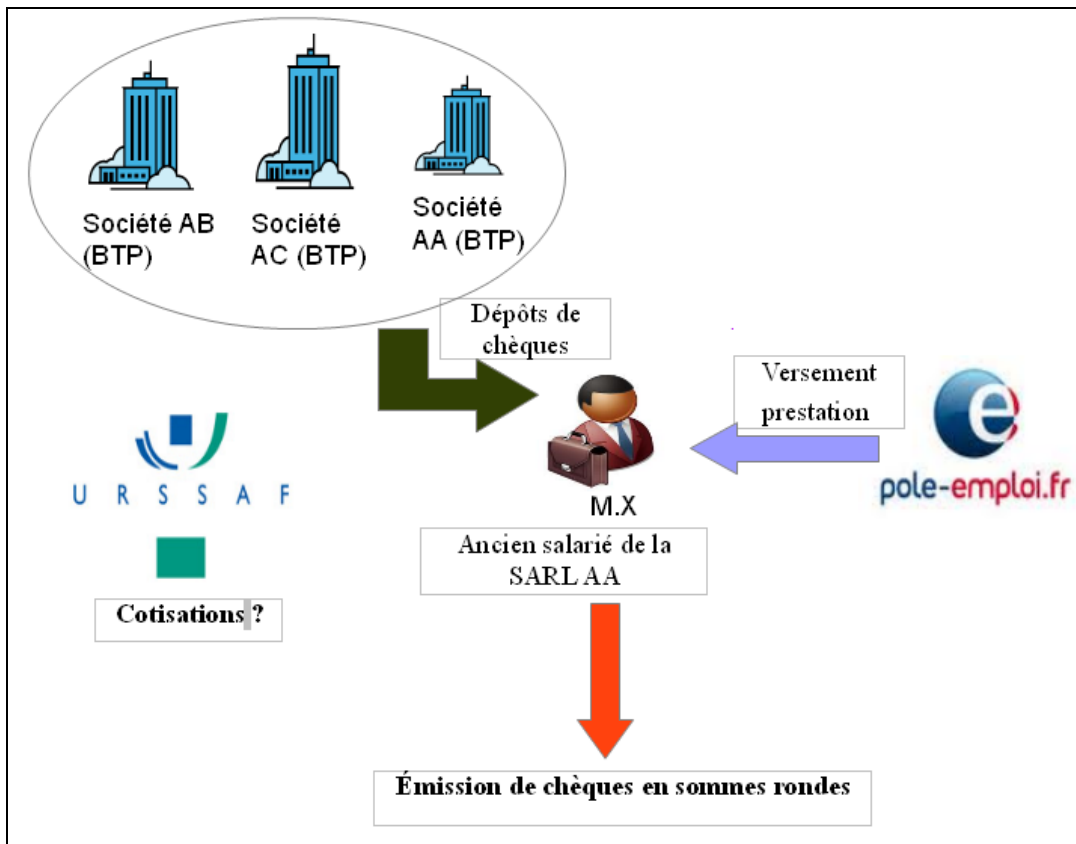 Société AB
(BTP)
Société
AC (BTP)
Société
AA (BTP)
Dépôts de
chèques
Versement
prestation
URSSAF
e
pole-emploi.fr
M.X
Ancien salarié de la
SARL AA
Cotisations ?
Émission de chèques en sommes rondes